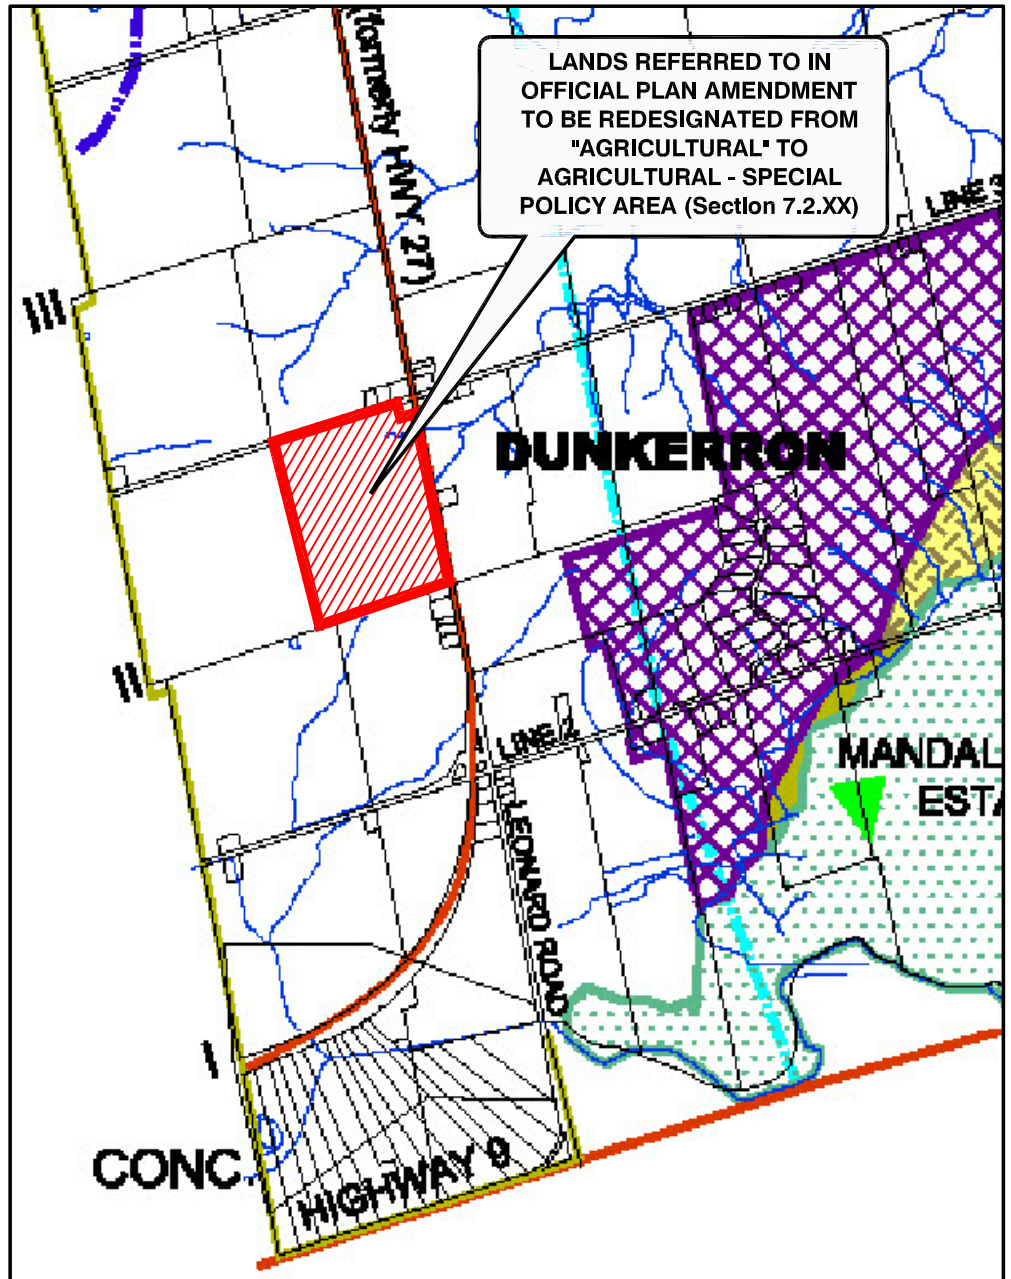 (formerly HWY 27)
LANDS REFERRED TO IN
OFFICIAL PLAN AMENDMENT
TO BE REDESIGNATED FROM
"AGRICULTURAL" TO
AGRICULTURAL - SPECIAL
POLICY AREA (Section 7.2.XX)
LINE 3
III
DUNKERRON
II
LINE 2
MANDAL
ESTA
LEONARD ROAD
I
CONC.
HIGHWAY 9